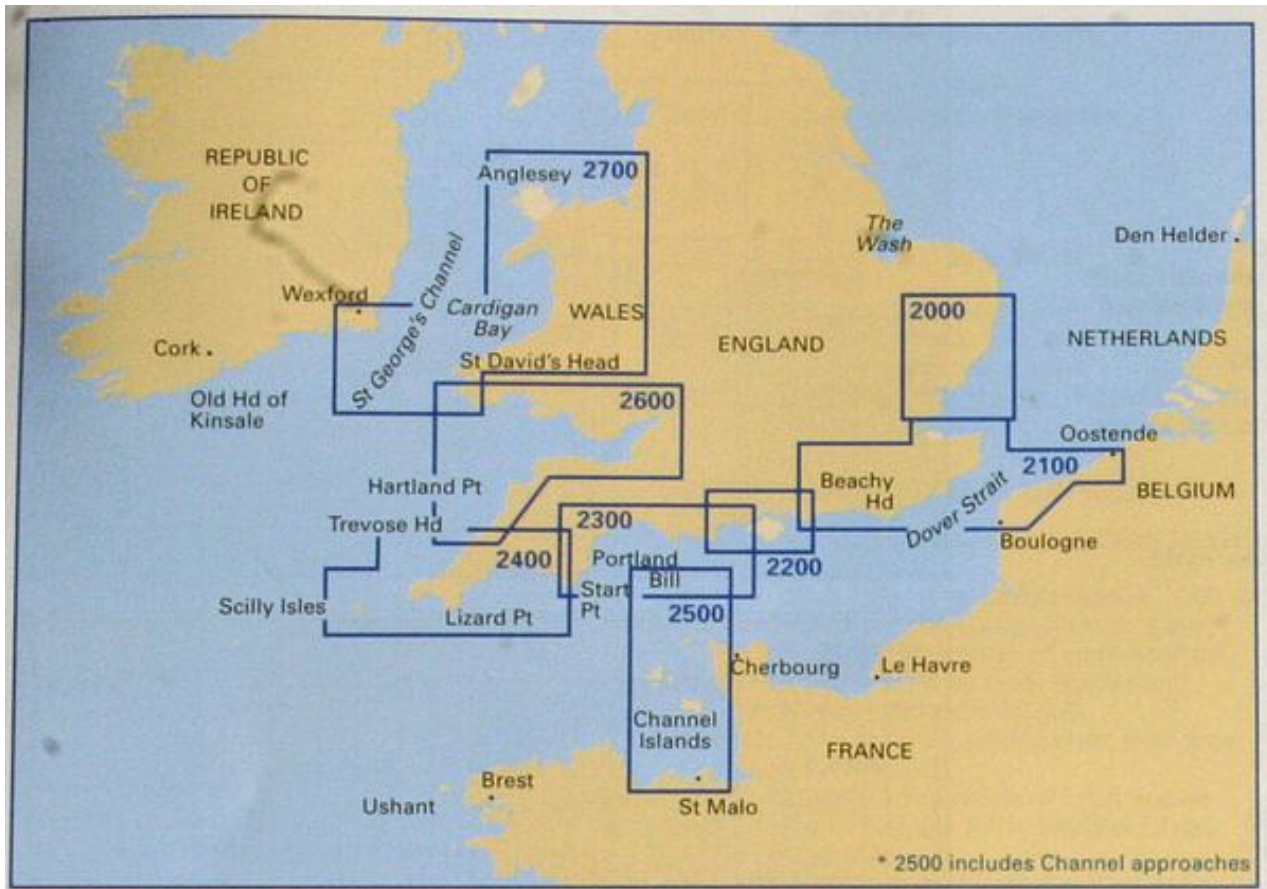 REPUBLIC
OF
IRELAND
Anglesey
2700
The
Wash
Den Helder
Wexford
St George's Channel
Cardigan
Bay
WALES
2000
ENGLAND
NETHERLANDS
Cork
St David's Head
Old Hd of
Kinsale
2600
Oostende
2100
Hartland Pt
Beachy
Hd
BELGIUM
Trevose Hd
2300
Dover Strait
Boulogne
2400
Portland
Bill
2200
Scilly Isles
Start
Pt
Lizard Pt
2500
Cherbourg
Le Havre
Channel
Islands
FRANCE
Brest
Ushant
St Malo
* 2500 includes Channel approaches